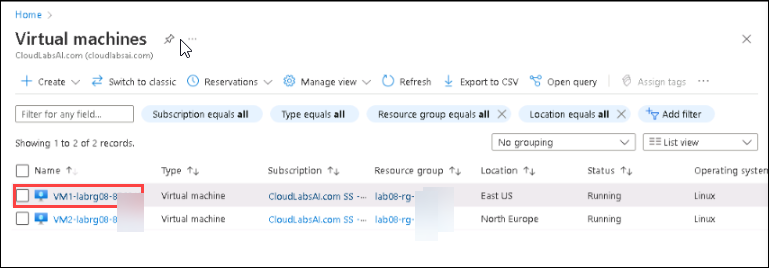 Home >
Virtual machines
CloudLabsAI.com (cloudlabsai.com)
Create Switch to classic Reservations Manage view Refresh Export to CSV Open query Assign tags
Filter for any field... Subscription equals all Type equals all Resource group equals all Location equals all Add filter
Showing 1 to 2 of 2 records. No grouping List view
Name Type Subscription Resource group Location Status Operating system
VM1-labrg08-8 Virtual machine CloudLabsAI.com SS - ... lab08-rg- East US Running Linux
VM2-labrg08-8 Virtual machine CloudLabsAI.com SS - ... lab08-rg- North Europe Running Linux